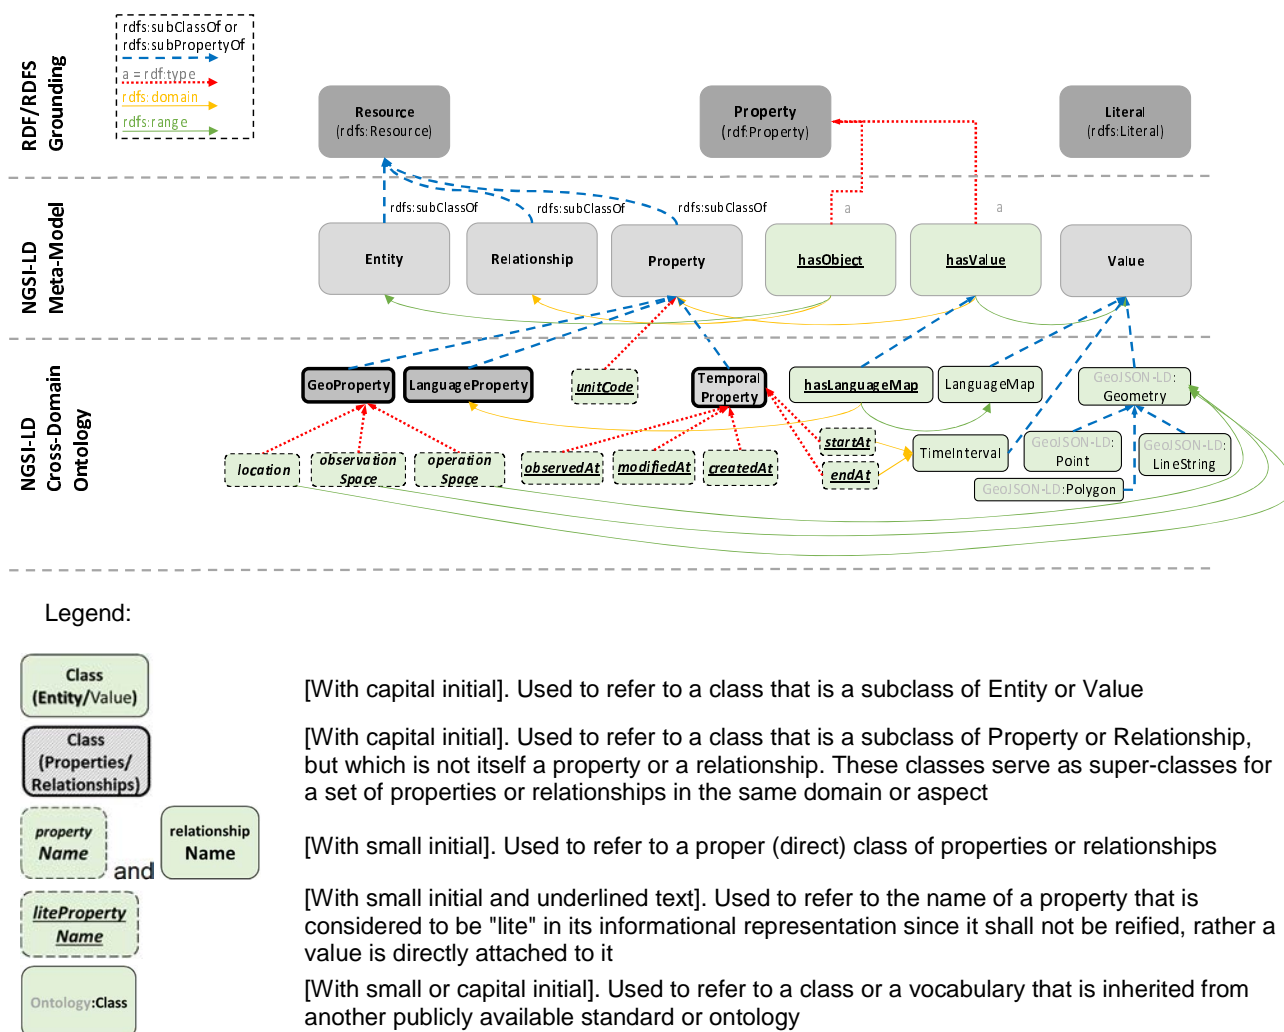 rdfs:subClassOf or
rdfs:subPropertyOf
a = rdf:type
rdfs:domain
rdfs:range
RDF/RDFS
Grounding
Resource
(rdfs:Resource)
Property
(rdf:Property)
Literal
(rdfs:Literal)
NGSI-LD
Meta-Model
rdfs:subClassOf
rdfs:subClassOf
rdfs:subClassOf
a
a
Entity
Relationship
Property
hasObject
hasValue
Value
NGSI-LD
Cross-Domain
Ontology
GeoProperty
LanguageProperty
unitCode
Temporal
Property
hasLanguageMap
LanguageMap
GeoJSON-LD:
Geometry
location
observation
Space
operation
Space
observedAt
modifiedAt
createdAt
startAt
endAt
TimeInterval
GeoJSON-LD:
Point
GeoJSON-LD:
LineString
GeoJSON-LD:Polygon
Legend:
Class
(Entity/Value)
[With capital initial]. Used to refer to a class that is a subclass of Entity or Value
Class
(Properties/
Relationships)
[With capital initial]. Used to refer to a class that is a subclass of Property or Relationship,
but which is not itself a property or a relationship. These classes serve as super-classes for
a set of properties or relationships in the same domain or aspect
property
Name
and
relationship
Name
[With small initial]. Used to refer to a proper (direct) class of properties or relationships
liteProperty
Name
[With small initial and underlined text]. Used to refer to the name of a property that is
considered to be "lite" in its informational representation since it shall not be reified, rather a
value is directly attached to it
Ontology:Class
[With small or capital initial]. Used to refer to a class or a vocabulary that is inherited from
another publicly available standard or ontology